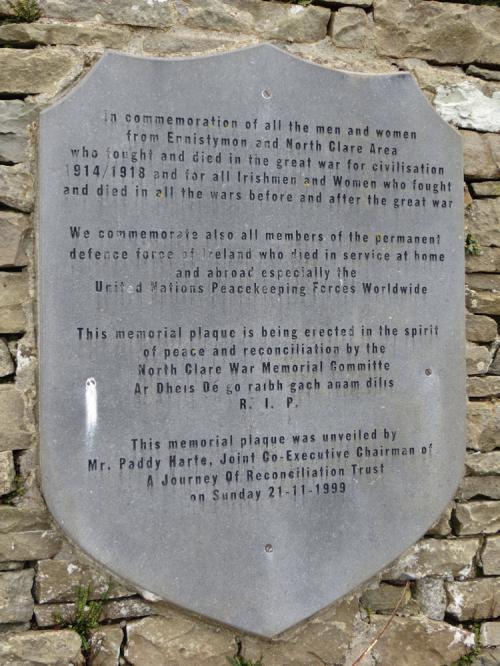 In commemoration of all the men and women
from Ennistymon and North Clare Area
who fought and died in the great war for civilisation
1914/1918 and for all Irishmen and Women who fought
and died in all the wars before and after the great war
We commemorate also all members of the permanent
defence force of Ireland who died in service at home
and abroad especially the
United Nations Peacekeeping Forces Worldwide
This memorial plaque is being erected in the spirit
of peace and reconciliation by the
North Clare War Memorial Committe
Ar Dheis Dé go raibh gach anam dilis
R. I. P.
This memorial plaque was unveiled by
Mr. Paddy Harte, Joint Co-Executive Chairman of
A Journey Of Reconciliation Trust
on Sunday 21-11-1999